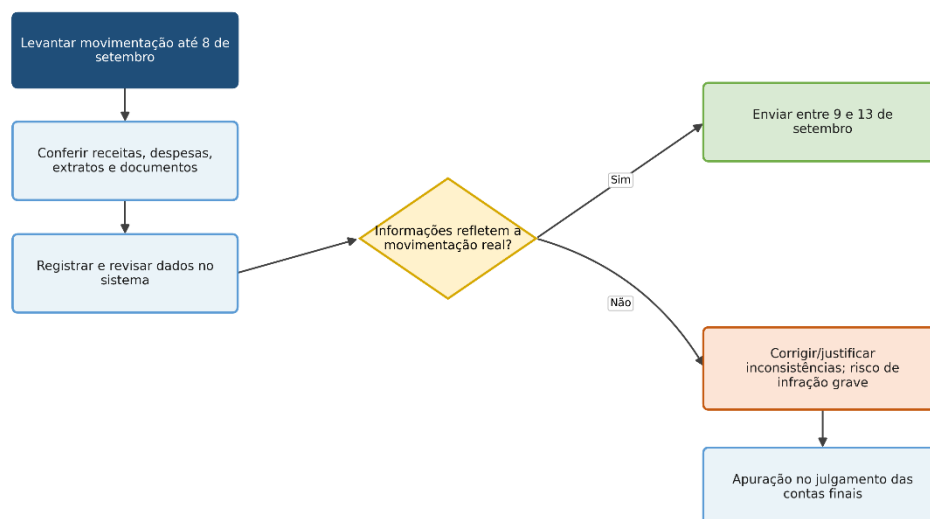 Levantar movimentação até 8 de
setembro
Conferir receitas, despesas,
extratos e documentos
Registrar e revisar dados no
sistema
Informações refletem a
movimentação real?
Sim
Enviar entre 9 e 13 de
setembro
Não
Corrigir/justificar
inconsistências; risco de
infração grave
Apuração no julgamento das
contas finais